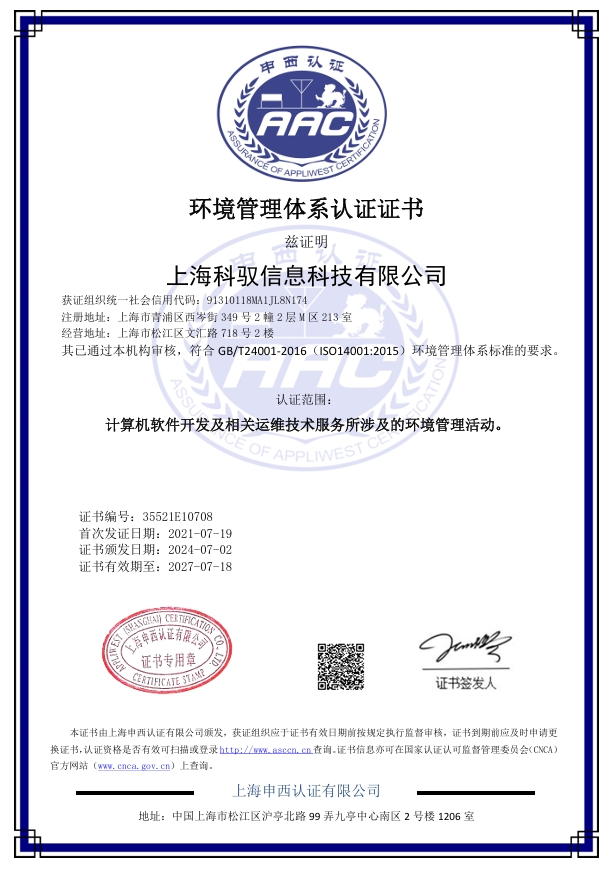 申西认证
AAC
ASSURANCE OF APPLIWEST CERTIFICATION
环境管理体系认证证书
兹证明
上海科驭信息科技有限公司
获证组织统一社会信用代码：91310118MA1JL8N174
注册地址：上海市青浦区西岑街 349 号 2 幢 2 层 M 区 213 室
经营地址：上海市松江区文汇路 718 号 2 楼
其已通过本机构审核，符合 GB/T24001-2016（ISO14001:2015）环境管理体系标准的要求。
认证范围：
计算机软件开发及相关运维技术服务所涉及的环境管理活动。
证书编号：35521E10708
首次发证日期：2021-07-19
证书颁发日期：2024-07-02
证书有效期至：2027-07-18
APPLIWEST (SHANGHAI) CERTIFICATION CO., LTD.
上海申西认证有限公司
证书专用章
CERTIFICATE STAMP
证书签发人
本证书由上海申西认证有限公司颁发，获证组织应于证书有效日期前按规定执行监督审核，证书到期前应及时申请更
换证书,认证资格是否有效可扫描或登录http://www.asccn.cn查询。证书信息亦可在国家认证认可监督管理委员会(CNCA)
官方网站（www.cnca.gov.cn）上查询。
上海申西认证有限公司
地址：中国上海市松江区沪亭北路 99 弄九亭中心南区 2 号楼 1206 室